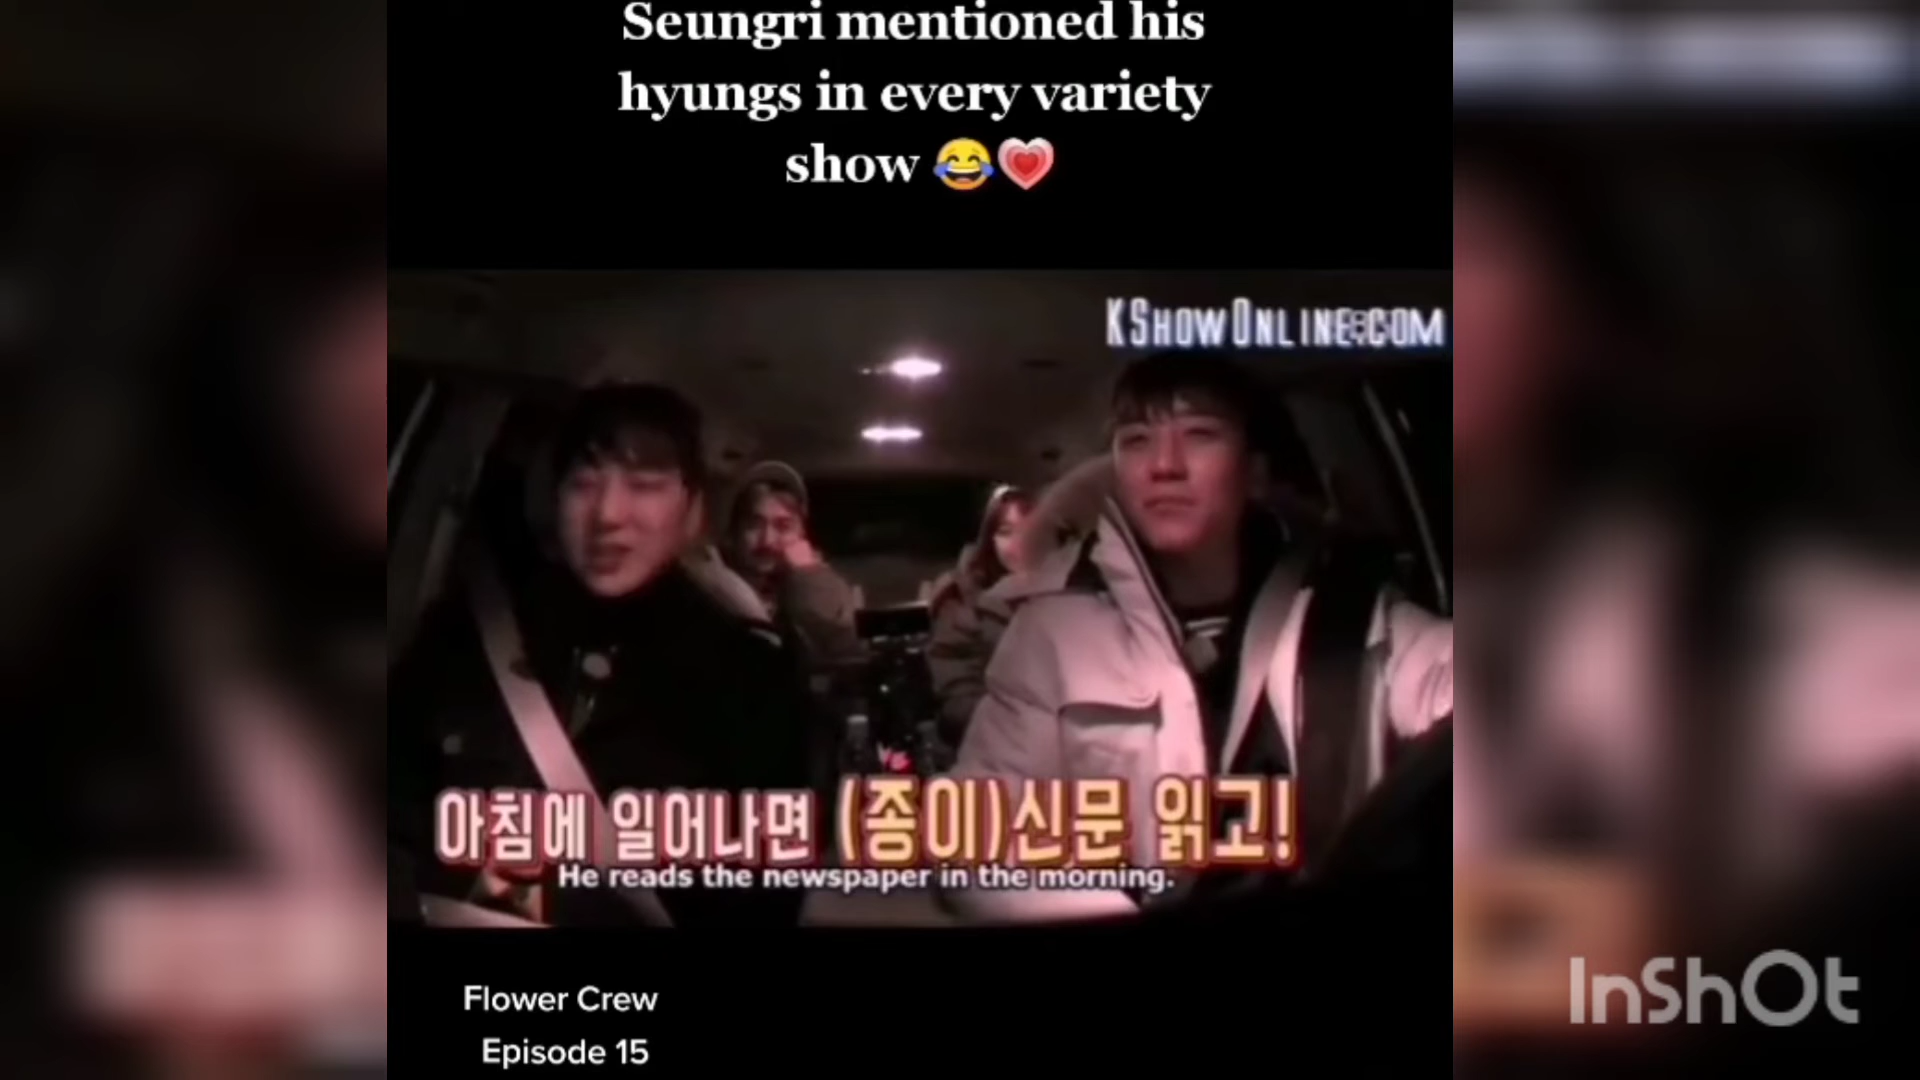 Seungri mentioned his
hyungs in every variety
show 😂💗
KSHOWONLINE.COM
아침에 일어나면 (종이)신문 읽고!
He reads the newspaper in the morning.
Flower Crew
Episode 15
InShOt